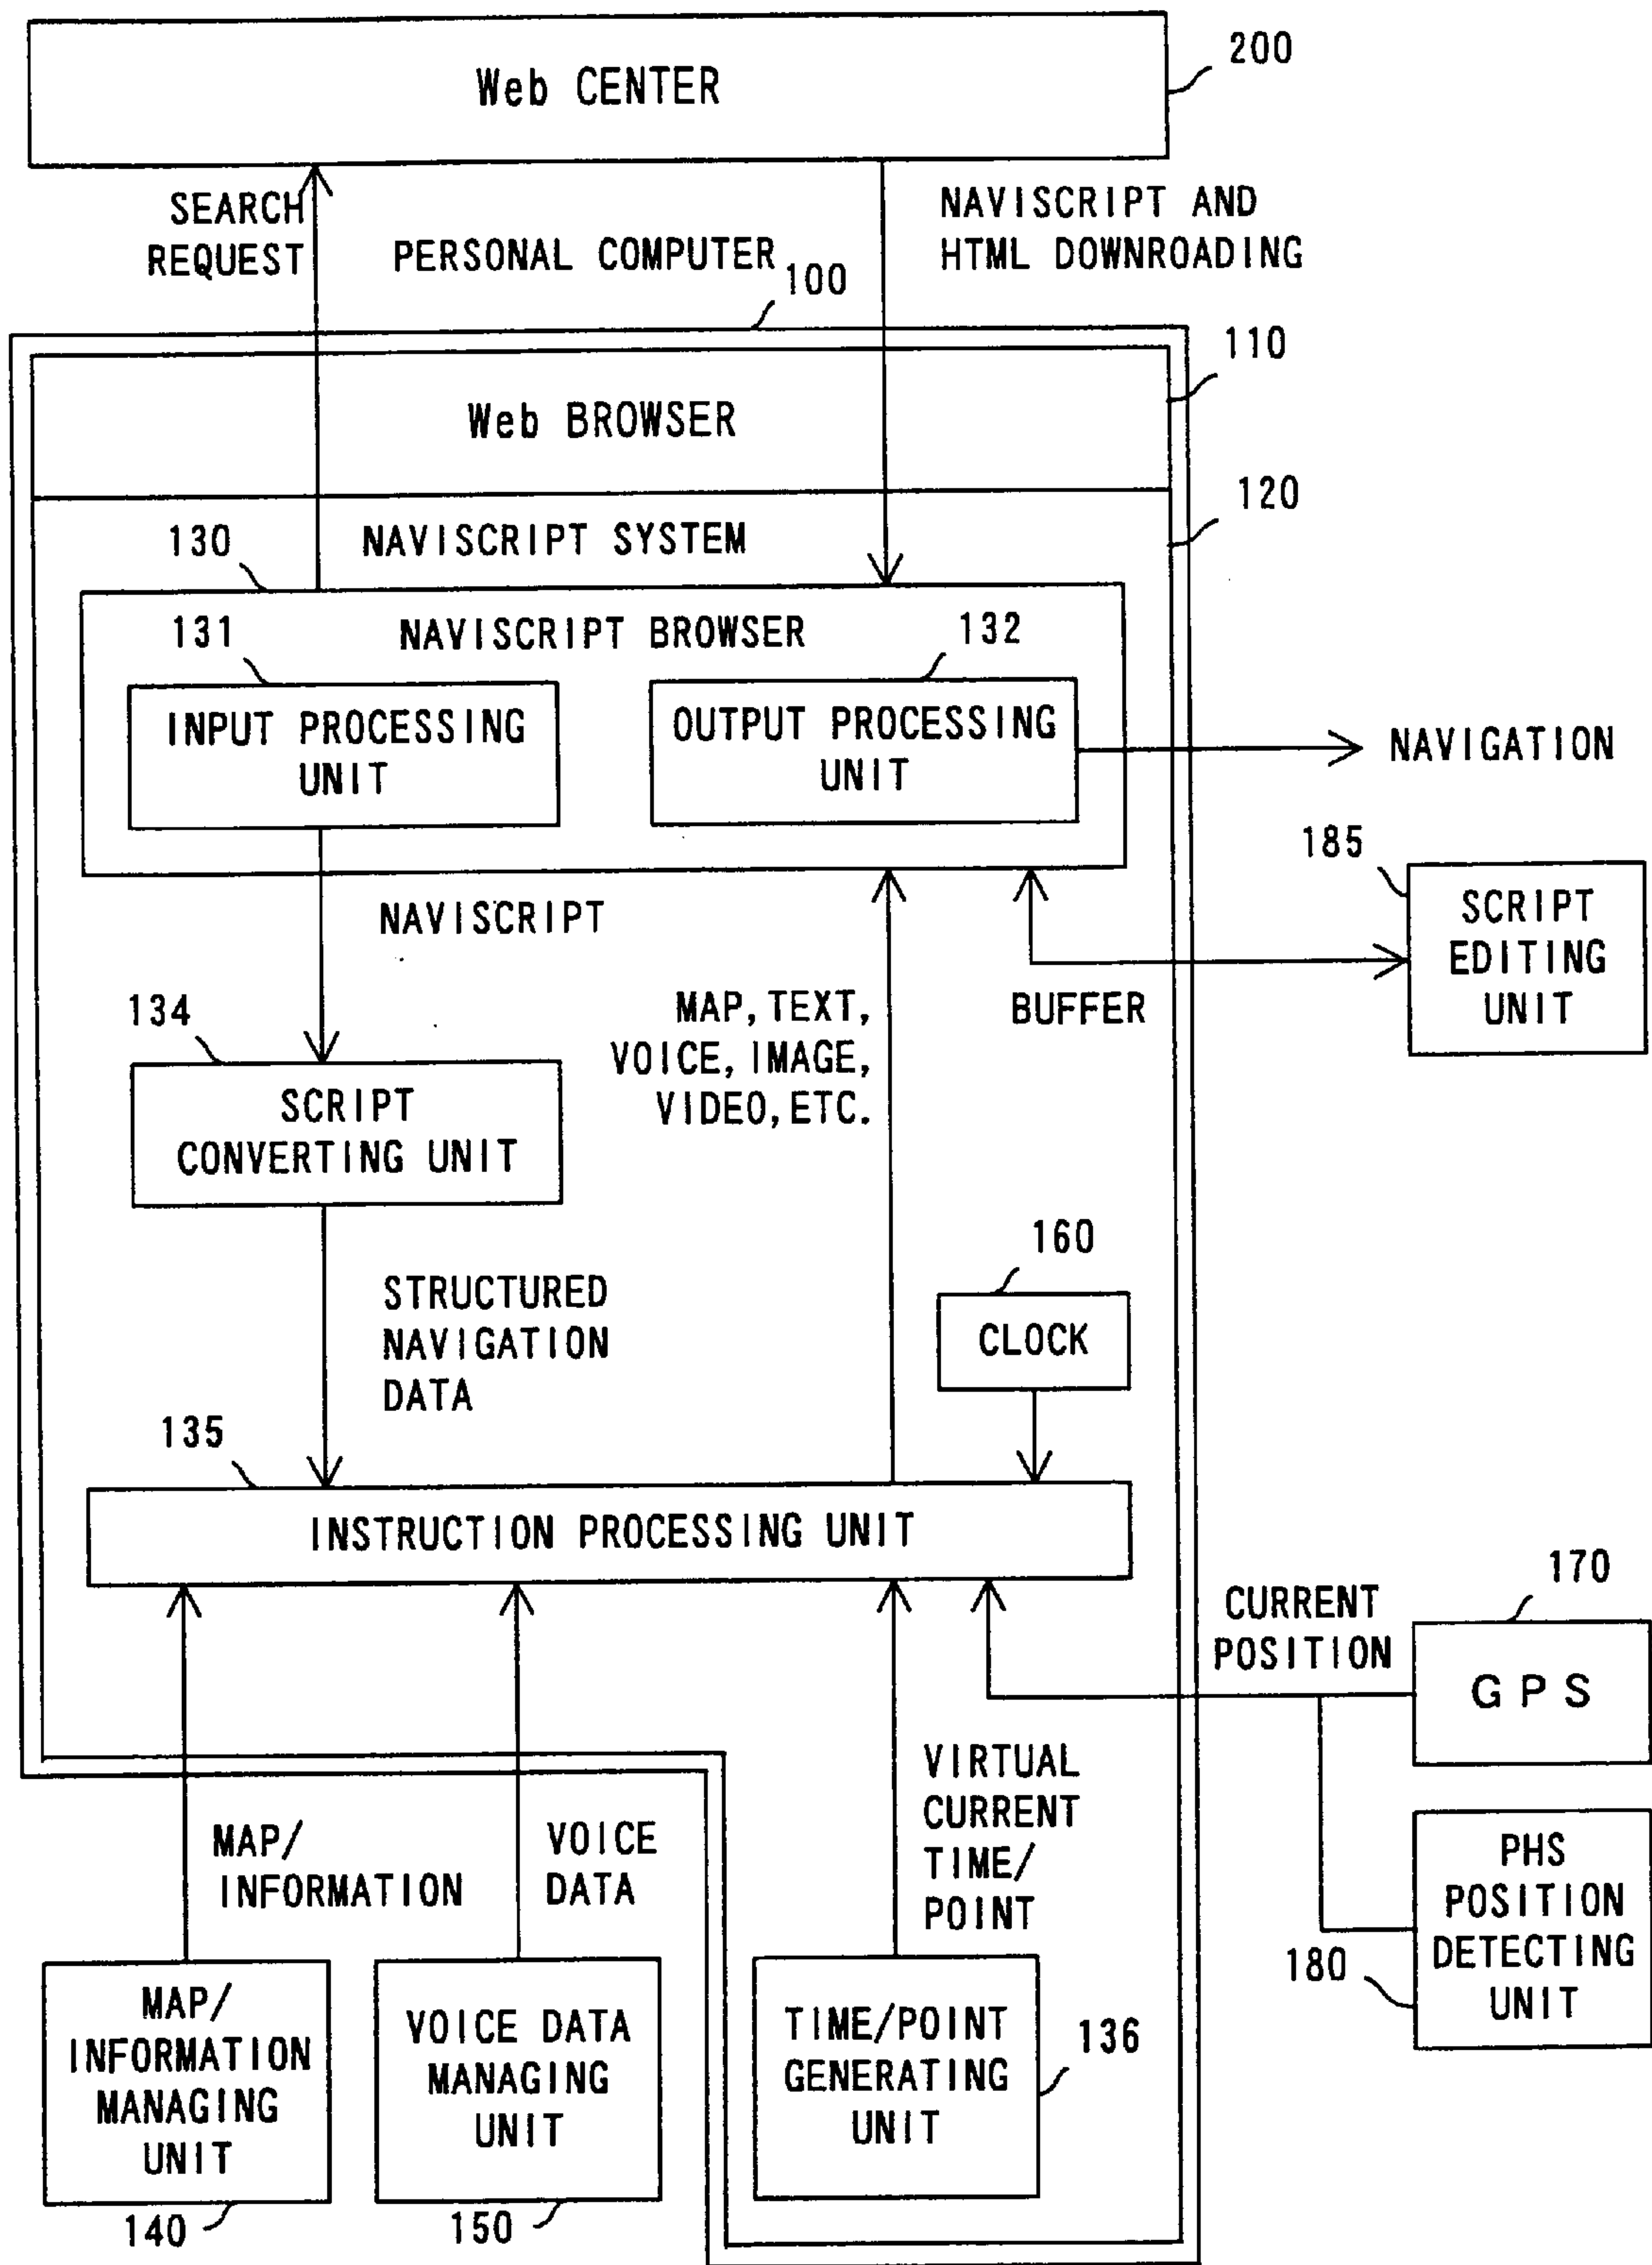 Web CENTER
200
SEARCH
REQUEST
PERSONAL COMPUTER
NAVISCRIPT AND
HTML DOWNROADING
100
110
Web BROWSER
120
130
NAVISCRIPT SYSTEM
131
NAVISCRIPT BROWSER
132
INPUT PROCESSING
UNIT
OUTPUT PROCESSING
UNIT
NAVIGATION
185
SCRIPT
EDITING
UNIT
NAVISCRIPT
BUFFER
134
MAP, TEXT,
VOICE, IMAGE,
VIDEO, ETC.
SCRIPT
CONVERTING UNIT
160
CLOCK
STRUCTURED
NAVIGATION
DATA
135
INSTRUCTION PROCESSING UNIT
170
CURRENT
POSITION
GPS
VIRTUAL
CURRENT
TIME/
POINT
MAP/
INFORMATION
VOICE
DATA
PHS
POSITION
DETECTING
UNIT
180
MAP/
INFORMATION
MANAGING
UNIT
140
VOICE DATA
MANAGING
UNIT
150
TIME/POINT
GENERATING
UNIT
136